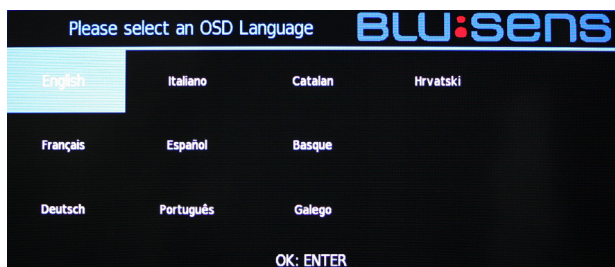 Please select an OSD Language BLU:sens
English Italiano Catalan Hrvatski
Français Español Basque
Deutsch Português Galego
OK: ENTER